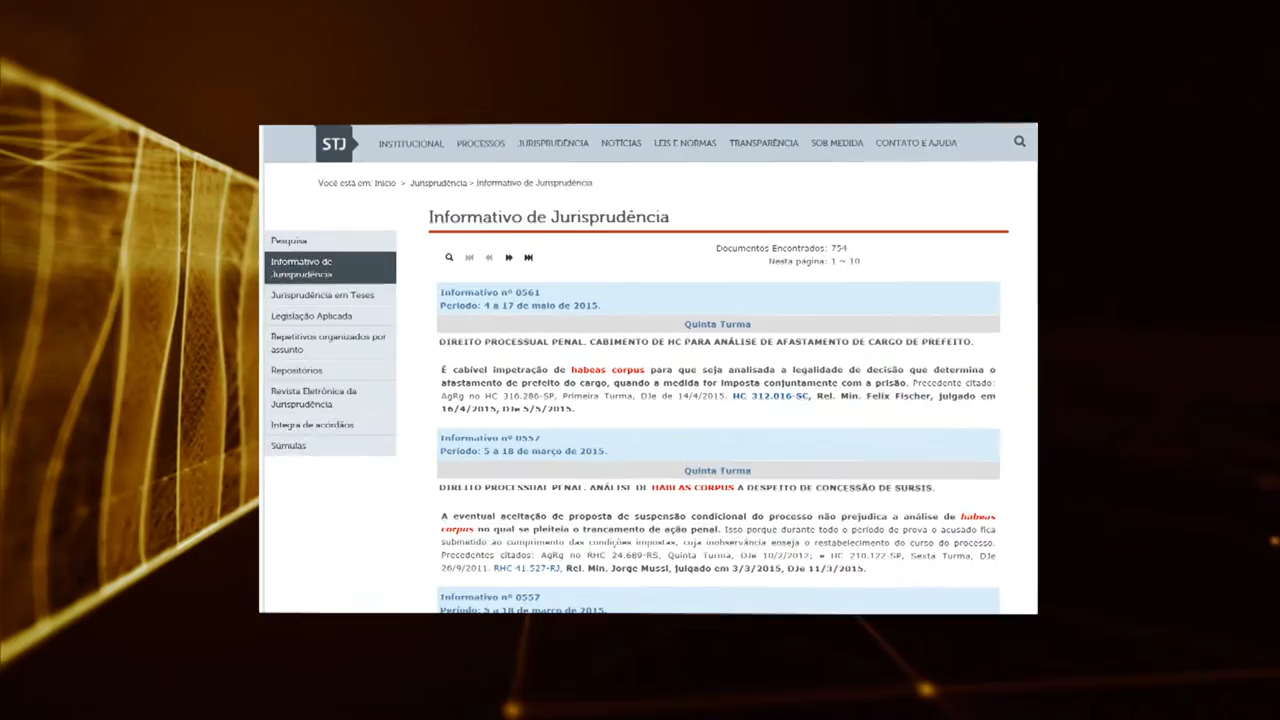 STJ INSTITUCIONAL PROCESSOS JURISPRUDÊNCIA NOTÍCIAS LEIS E NORMAS TRANSPARÊNCIA SOB MEDIDA CONTATO E AJUDA
Você está em: Início > Jurisprudência > Informativo de Jurisprudência
Informativo de Jurisprudência
Pesquisa
Informativo de
Jurisprudência
Jurisprudência em Teses
Legislação Aplicada
Repetitivos organizados por
assunto
Repositórios
Revista Eletrônica da
Jurisprudência
Íntegra de acórdãos
Súmulas
Documentos Encontrados: 754
Nesta página: 1 ~ 10
Informativo nº 0561
Período: 4 a 17 de maio de 2015.
Quinta Turma
DIREITO PROCESSUAL PENAL. CABIMENTO DE HC PARA ANÁLISE DE AFASTAMENTO DE CARGO DE PREFEITO.
É cabível impetração de habeas corpus para que seja analisada a legalidade de decisão que determina o
afastamento de prefeito do cargo, quando a medida for imposta conjuntamente com a prisão. Precedente citado:
AgRg no HC 316.286-SP, Primeira Turma, DJe de 14/4/2015. HC 312.016-SC, Rel. Min. Felix Fischer, julgado em
16/4/2015, DJe 5/5/2015.
Informativo nº 0557
Período: 5 a 18 de março de 2015.
Quinta Turma
DIREITO PROCESSUAL PENAL. ANÁLISE DE HABEAS CORPUS A DESPEITO DE CONCESSÃO DE SURSIS.
A eventual aceitação de proposta de suspensão condicional do processo não prejudica a análise de habeas
corpus no qual se pleiteia o trancamento de ação penal. Isso porque durante todo o período de prova o acusado fica
submetido ao cumprimento das condições impostas, cuja inobservância enseja o restabelecimento do curso do processo.
Precedentes citados: AgRg no RHC 24.689-RS, Quinta Turma, DJe 10/2/2012; e HC 210.122-SP, Sexta Turma, DJe
26/9/2011. RHC 41.527-RJ, Rel. Min. Jorge Mussi, julgado em 3/3/2015, DJe 11/3/2015.
Informativo nº 0557
Período: 5 a 18 de março de 2015.